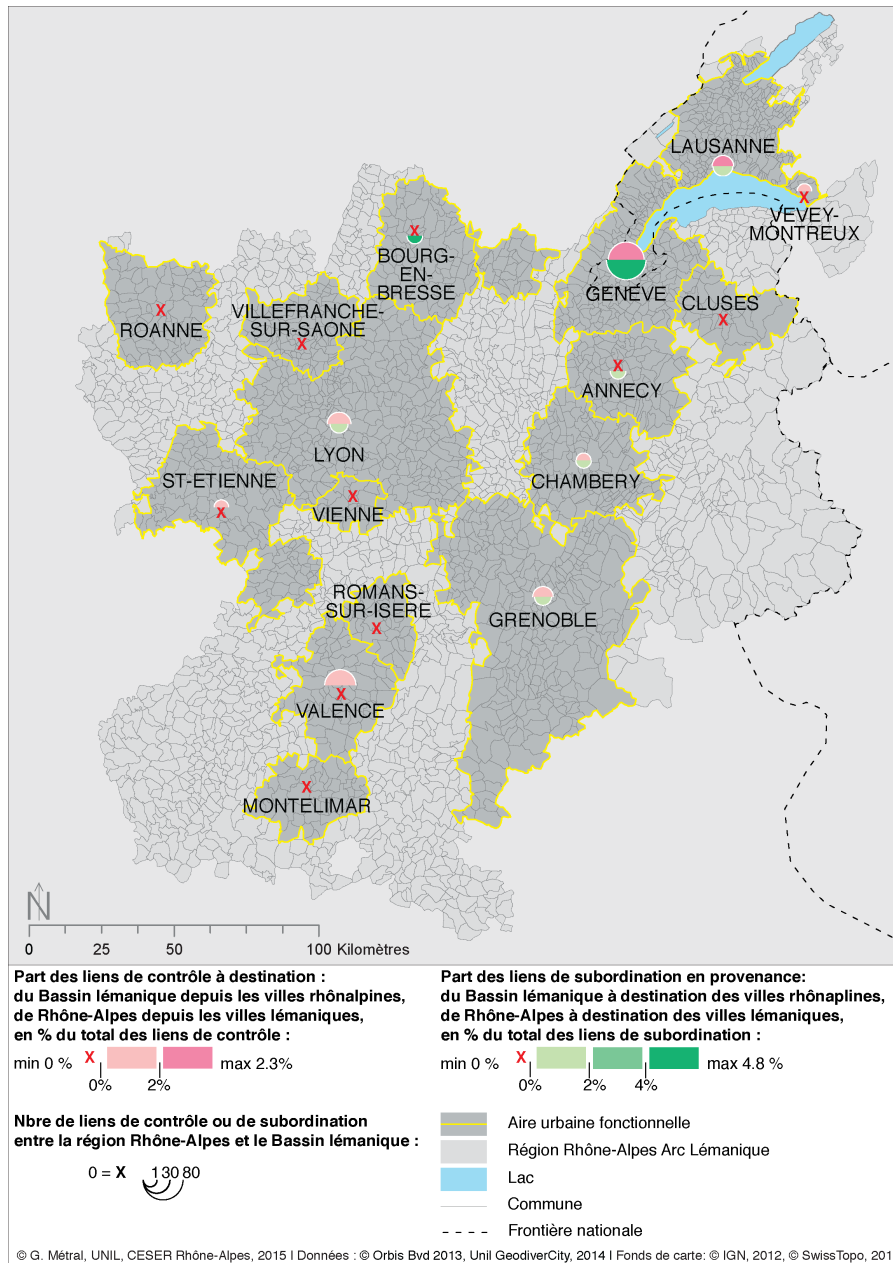 LAUSANNE
VEVEY-
MONTREUX
BOURG-
EN-
BRESSE
GENEVE
CLUSES
ROANNE
VILLEFRANCHE-
SUR-SAONE
ANNECY
LYON
CHAMBERY
ST-ETIENNE
VIENNE
ROMANS-
SUR-ISERE
GRENOBLE
VALENCE
MONTELIMAR
N
0 25 50 100 Kilomètres
Part des liens de contrôle à destination :
du Bassin lémanique depuis les villes rhônalpines,
de Rhône-Alpes depuis les villes lémaniques,
en % du total des liens de contrôle :
min 0 % X max 2.3%
0% 2%
Part des liens de subordination en provenance:
du Bassin lémanique à destination des villes rhônaplines,
de Rhône-Alpes à destination des villes lémaniques,
en % du total des liens de subordination :
min 0 % X max 4.8 %
0% 2% 4%
Nbre de liens de contrôle ou de subordination
entre la région Rhône-Alpes et le Bassin lémanique :
0 = X 1 30 80
Aire urbaine fonctionnelle
Région Rhône-Alpes Arc Lémanique
Lac
Commune
Frontière nationale
© G. Métral, UNIL, CESER Rhône-Alpes, 2015 I Données : © Orbis Bvd 2013, Unil GeodiverCity, 2014 I Fonds de carte: © IGN, 2012, © SwissTopo, 201